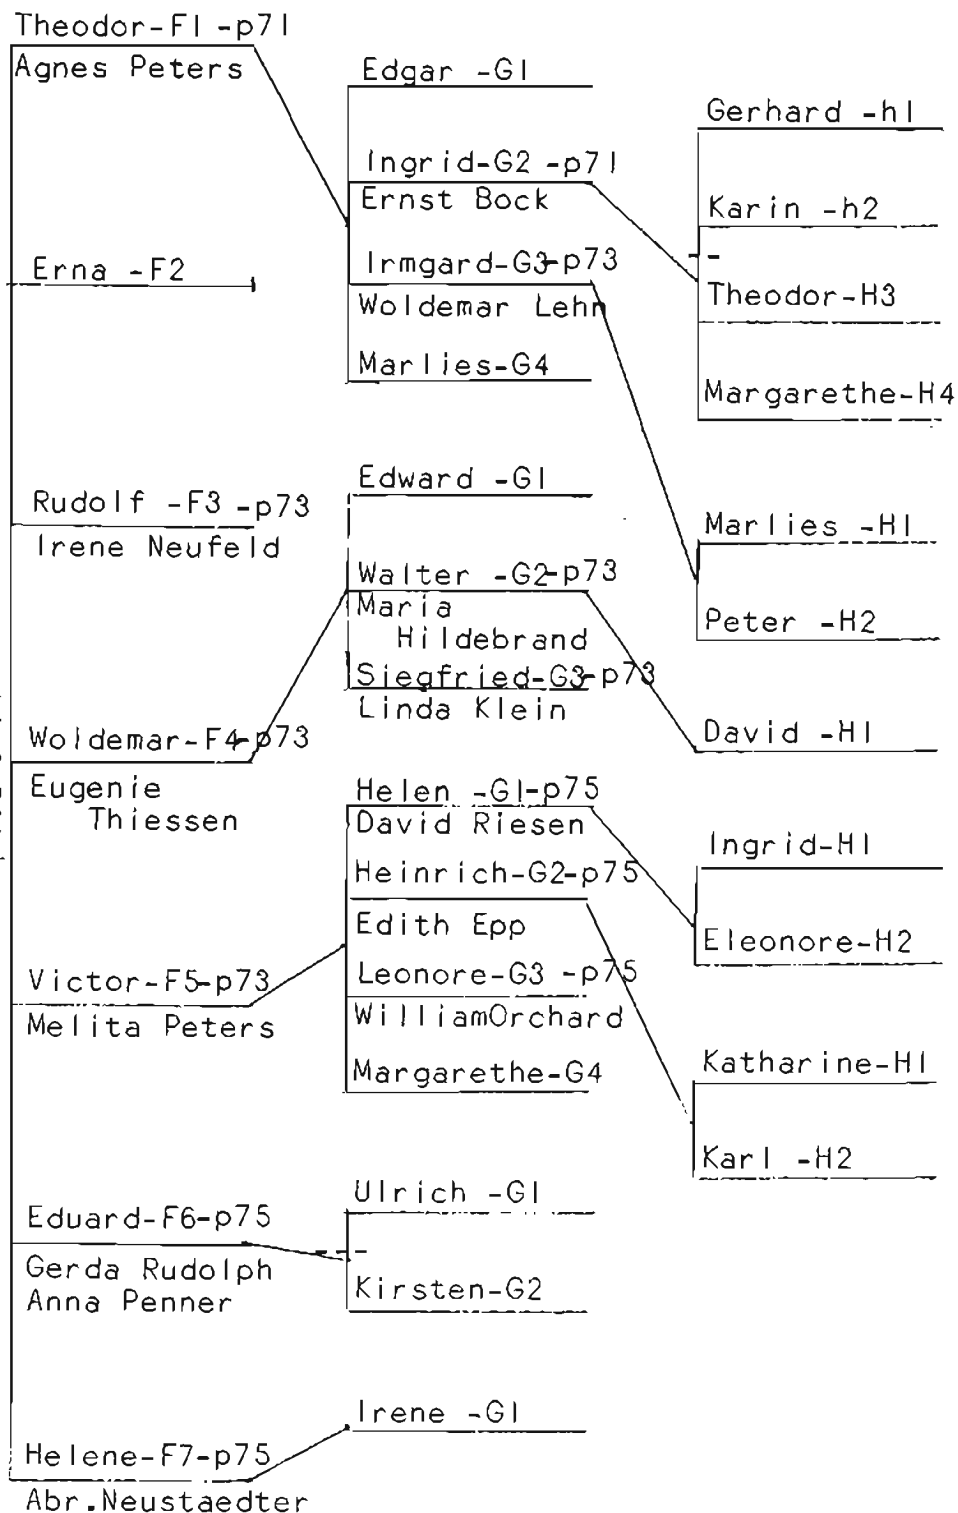 Theodor-F1 -p71
Agnes Peters
Erna -F2
Rudolf -F3 -p73
Irene Neufeld
Woldemar-F4-p73
Eugenie
Thiessen
Victor-F5-p73
Melita Peters
Eduard-F6-p75
Gerda Rudolph
Anna Penner
Helene-F7-p75
Abr.Neustaedter
Edgar -G1
Ingrid-G2 -p71
Ernst Bock
Irmgard-G3-p73
Woldemar Lehn
Marlies-G4
Edward -G1
Walter -G2-p73
Maria
Hildebrand
Siegfried-G3-p73
Linda Klein
Helen -G1-p75
David Riesen
Heinrich-G2-p75
Edith Epp
Leonore-G3 -p75
WilliamOrchard
Margarethe-G4
Ulrich -G1
Kirsten-G2
Irene -G1
Gerhard -h1
Karin -h2
Theodor-H3
Margarethe-H4
Marlies -H1
Peter -H2
David -H1
Ingrid-H1
Eleonore-H2
Katharine-H1
Karl -H2